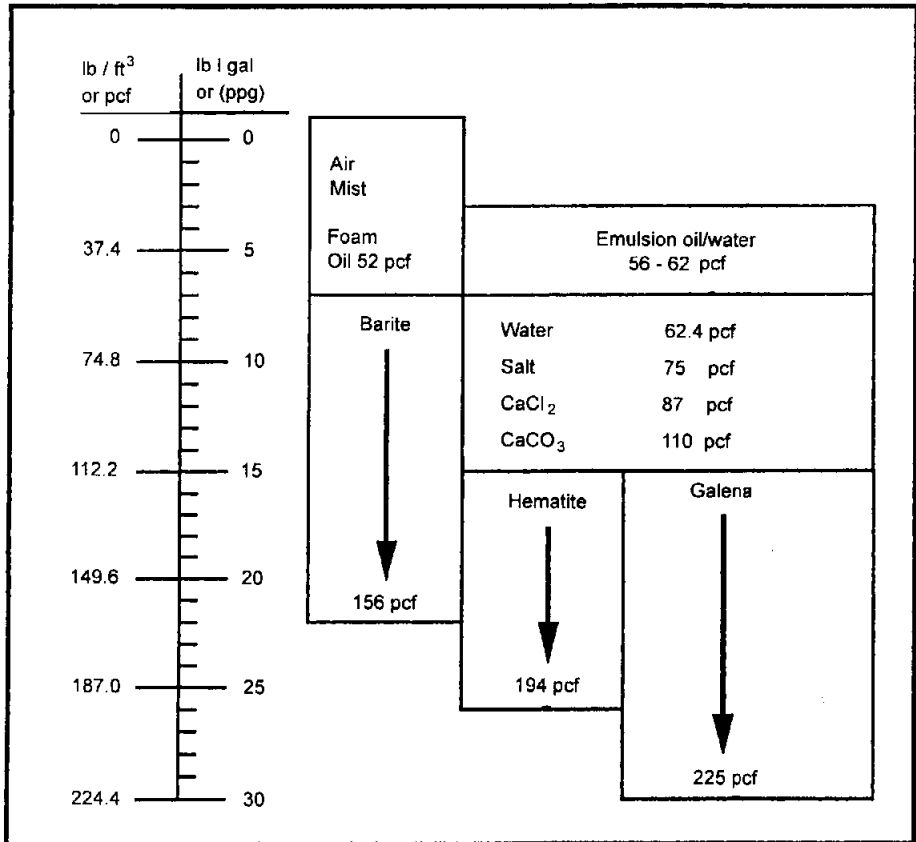 lb / ft³ lb I gal
or pcf or (ppg)
0 0
37.4 5
74.8 10
112.2 15
149.6 20
187.0 25
224.4 30
Air
Mist
Foam
Oil 52 pcf
Emulsion oil/water
56 - 62 pcf
Barite
156 pcf
Water 62.4 pcf
Salt 75 pcf
CaCl₂ 87 pcf
CaCO₃ 110 pcf
Hematite
194 pcf
Galena
225 pcf